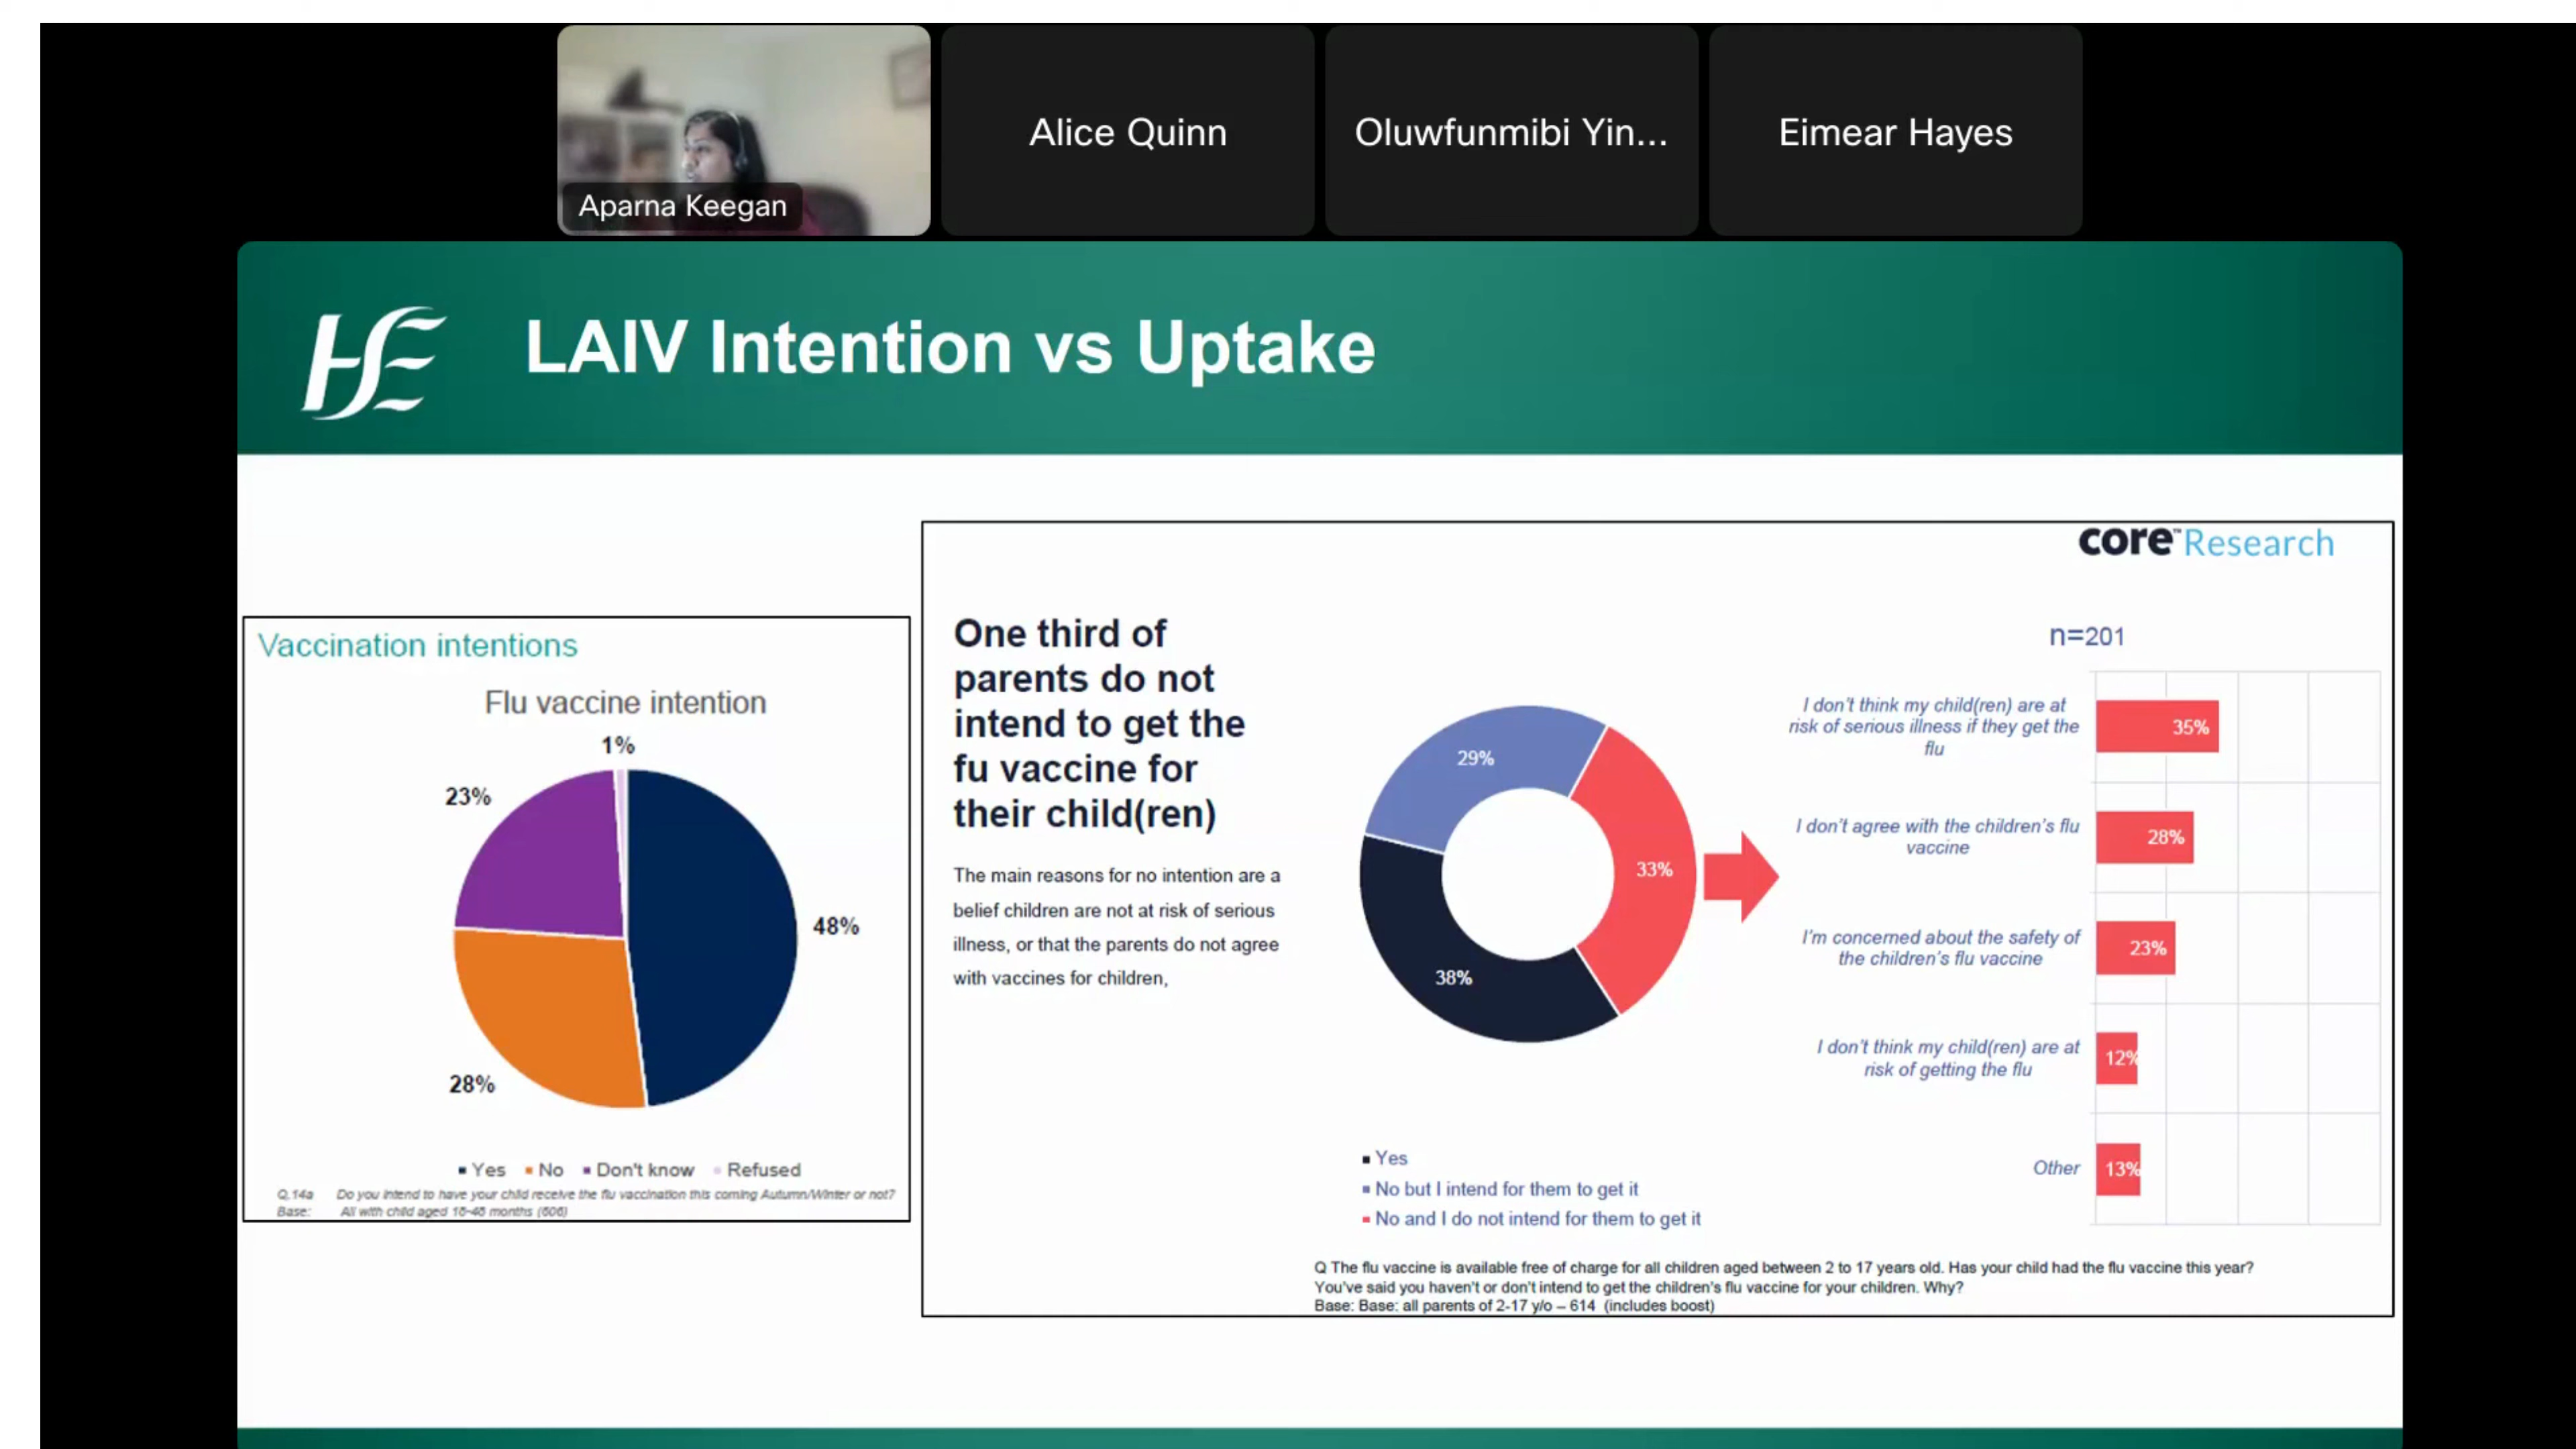 Aparna Keegan
Alice Quinn
Oluwfunmibi Yin...
Eimear Hayes
HSE
LAIV Intention vs Uptake
Vaccination intentions
Flu vaccine intention
1%
23%
48%
28%
Yes No Don't know Refused
Q.14a Do you intend to have your child receive the flu vaccination this coming Autumn/Winter or not?
Base: All with child aged 18-48 months (606)
core™ Research
One third of
parents do not
intend to get the
fu vaccine for
their child(ren)
The main reasons for no intention are a
belief children are not at risk of serious
illness, or that the parents do not agree
with vaccines for children,
29%
33%
38%
Yes
No but I intend for them to get it
No and I do not intend for them to get it
n=201
I don't think my child(ren) are at
risk of serious illness if they get the
flu
35%
I don't agree with the children's flu
vaccine
28%
I'm concerned about the safety of
the children's flu vaccine
23%
I don't think my child(ren) are at
risk of getting the flu
12%
Other
13%
Q The flu vaccine is available free of charge for all children aged between 2 to 17 years old. Has your child had the flu vaccine this year?
You've said you haven't or don't intend to get the children's flu vaccine for your children. Why?
Base: Base: all parents of 2-17 y/o – 614 (includes boost)